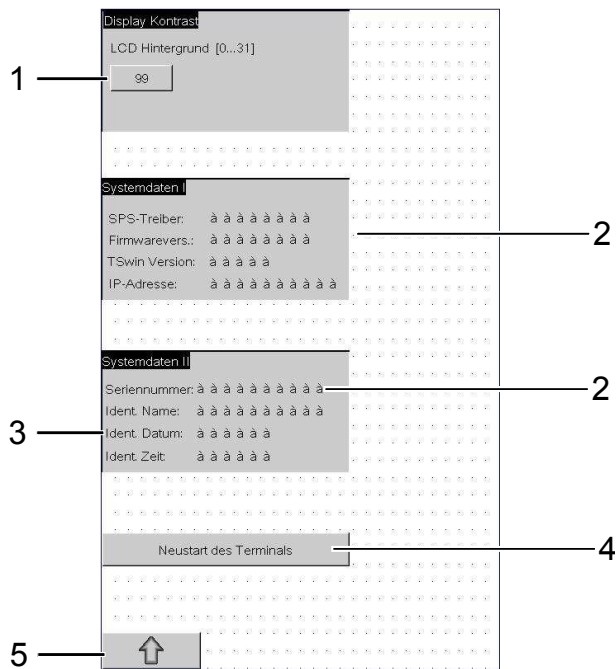 Display Kontrast
LCD Hintergrund [0...31]
1
99
Systemdaten I
SPS-Treiber: à à à à à à à à
2
Firmwarevers.: à à à à à à à à
TSwin Version: à à à à à
IP-Adresse: à à à à à à à à à à
Systemdaten II
Seriennummer: à à à à à à à à à à
2
Ident. Name: à à à à à à à à à à
3
Ident. Datum: à à à à à à
Ident. Zeit: à à à à à à
Neustart des Terminals
4
5